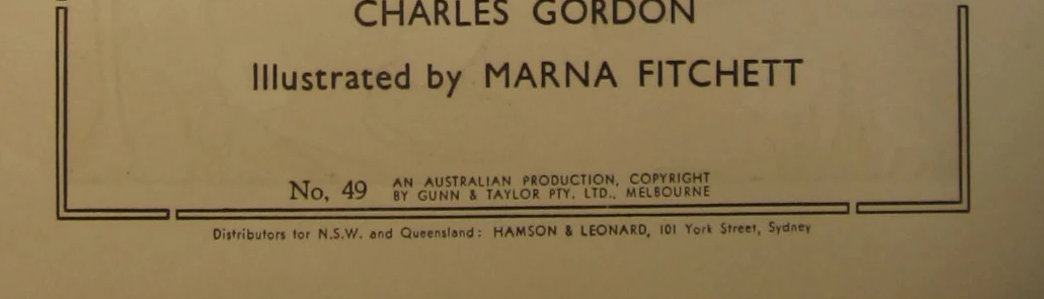 CHARLES GORDON
Illustrated by MARNA FITCHETT
No, 49 AN AUSTRALIAN PRODUCTION, COPYRIGHT
BY GUNN & TAYLOR PTY. LTD., MELBOURNE
Distributors for N.S.W. and Queensland: HAMSON & LEONARD, 101 York Street, Sydney